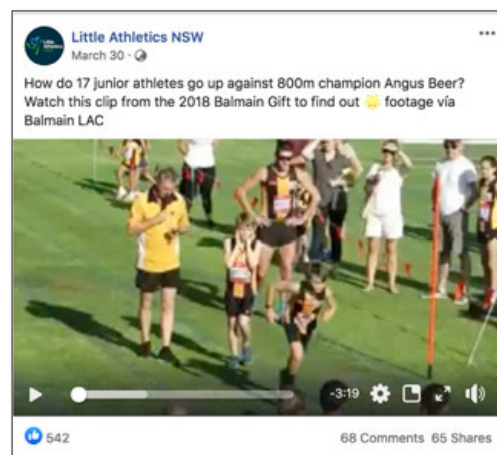 Little Athletics NSW
March 30
How do 17 junior athletes go up against 800m champion Angus Beer?
Watch this clip from the 2018 Balmain Gift to find out 🌟 footage vía
Balmain LAC
-3:19
542
68 Comments 65 Shares